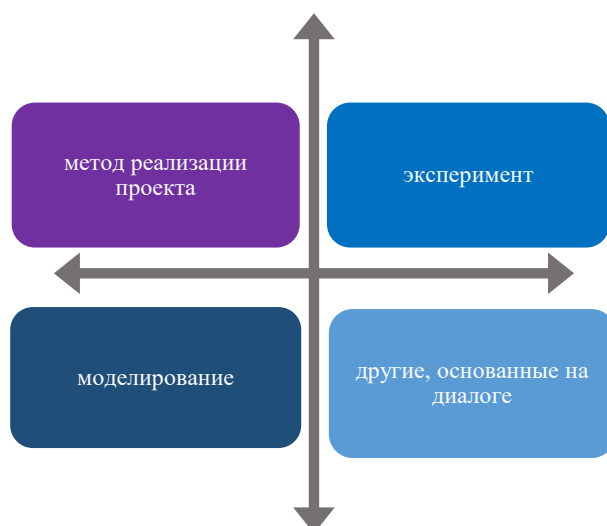 метод реализации
проекта
эксперимент
моделирование
другие, основанные на
диалоге